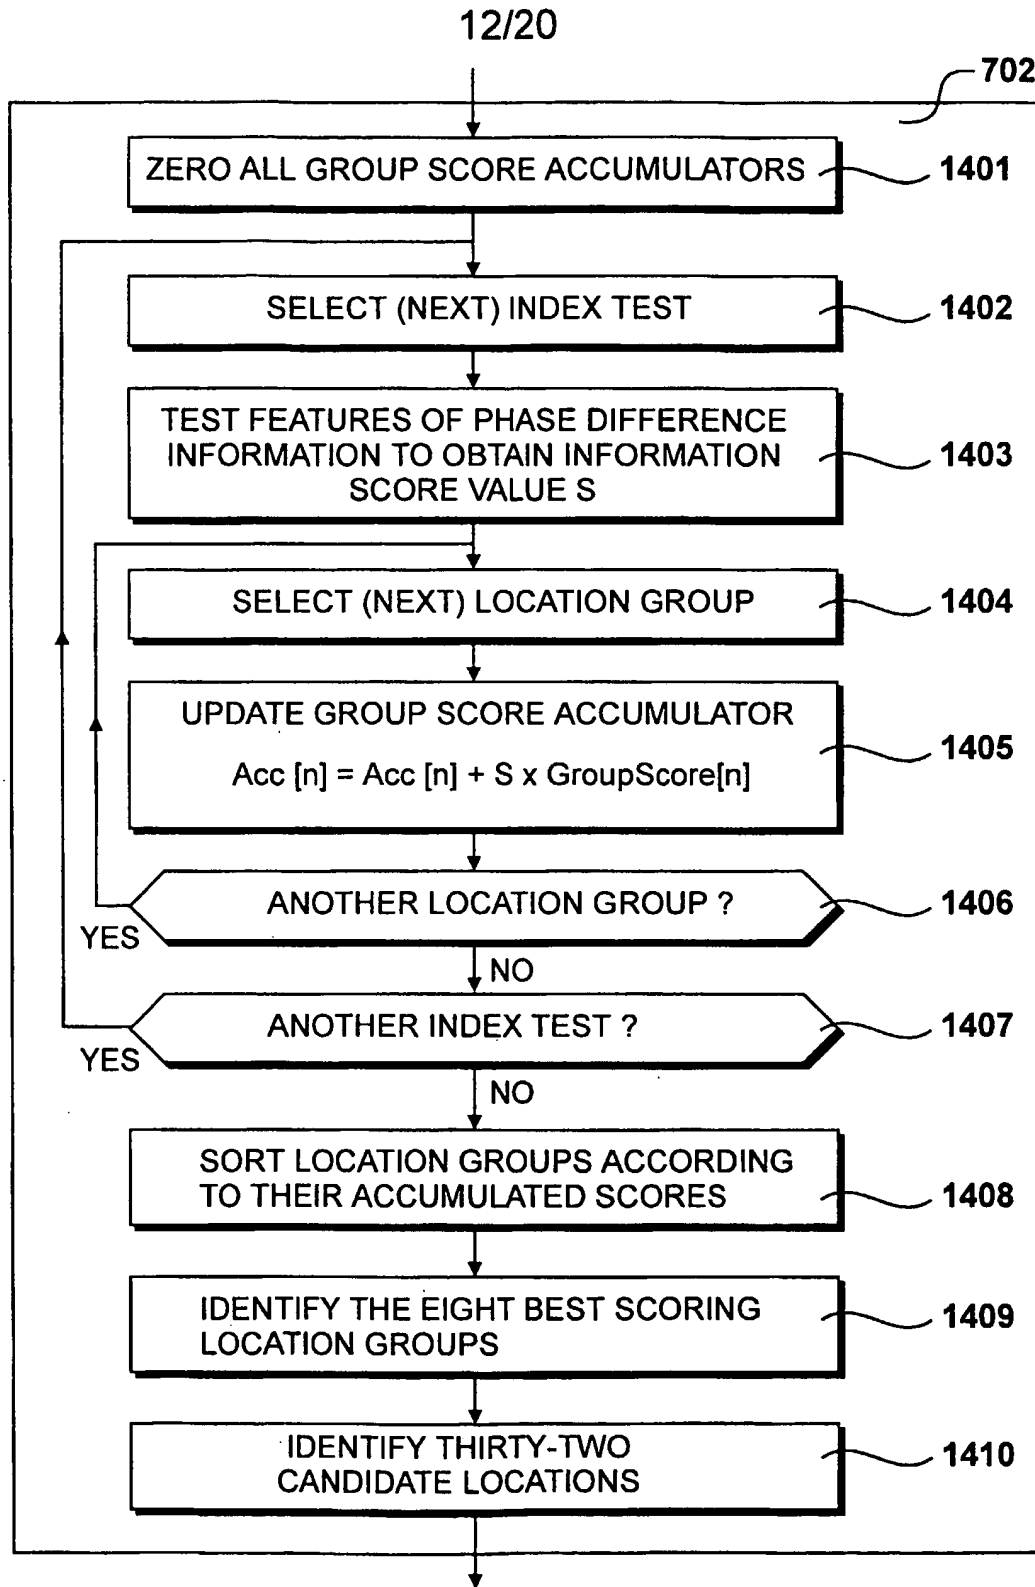 12/20
702
ZERO ALL GROUP SCORE ACCUMULATORS
1401
SELECT (NEXT) INDEX TEST
1402
TEST FEATURES OF PHASE DIFFERENCE
INFORMATION TO OBTAIN INFORMATION
SCORE VALUE S
1403
SELECT (NEXT) LOCATION GROUP
1404
UPDATE GROUP SCORE ACCUMULATOR
Acc [n] = Acc [n] + S x GroupScore[n]
1405
ANOTHER LOCATION GROUP ?
1406
YES
NO
ANOTHER INDEX TEST ?
1407
YES
NO
SORT LOCATION GROUPS ACCORDING
TO THEIR ACCUMULATED SCORES
1408
IDENTIFY THE EIGHT BEST SCORING
LOCATION GROUPS
1409
IDENTIFY THIRTY-TWO
CANDIDATE LOCATIONS
1410